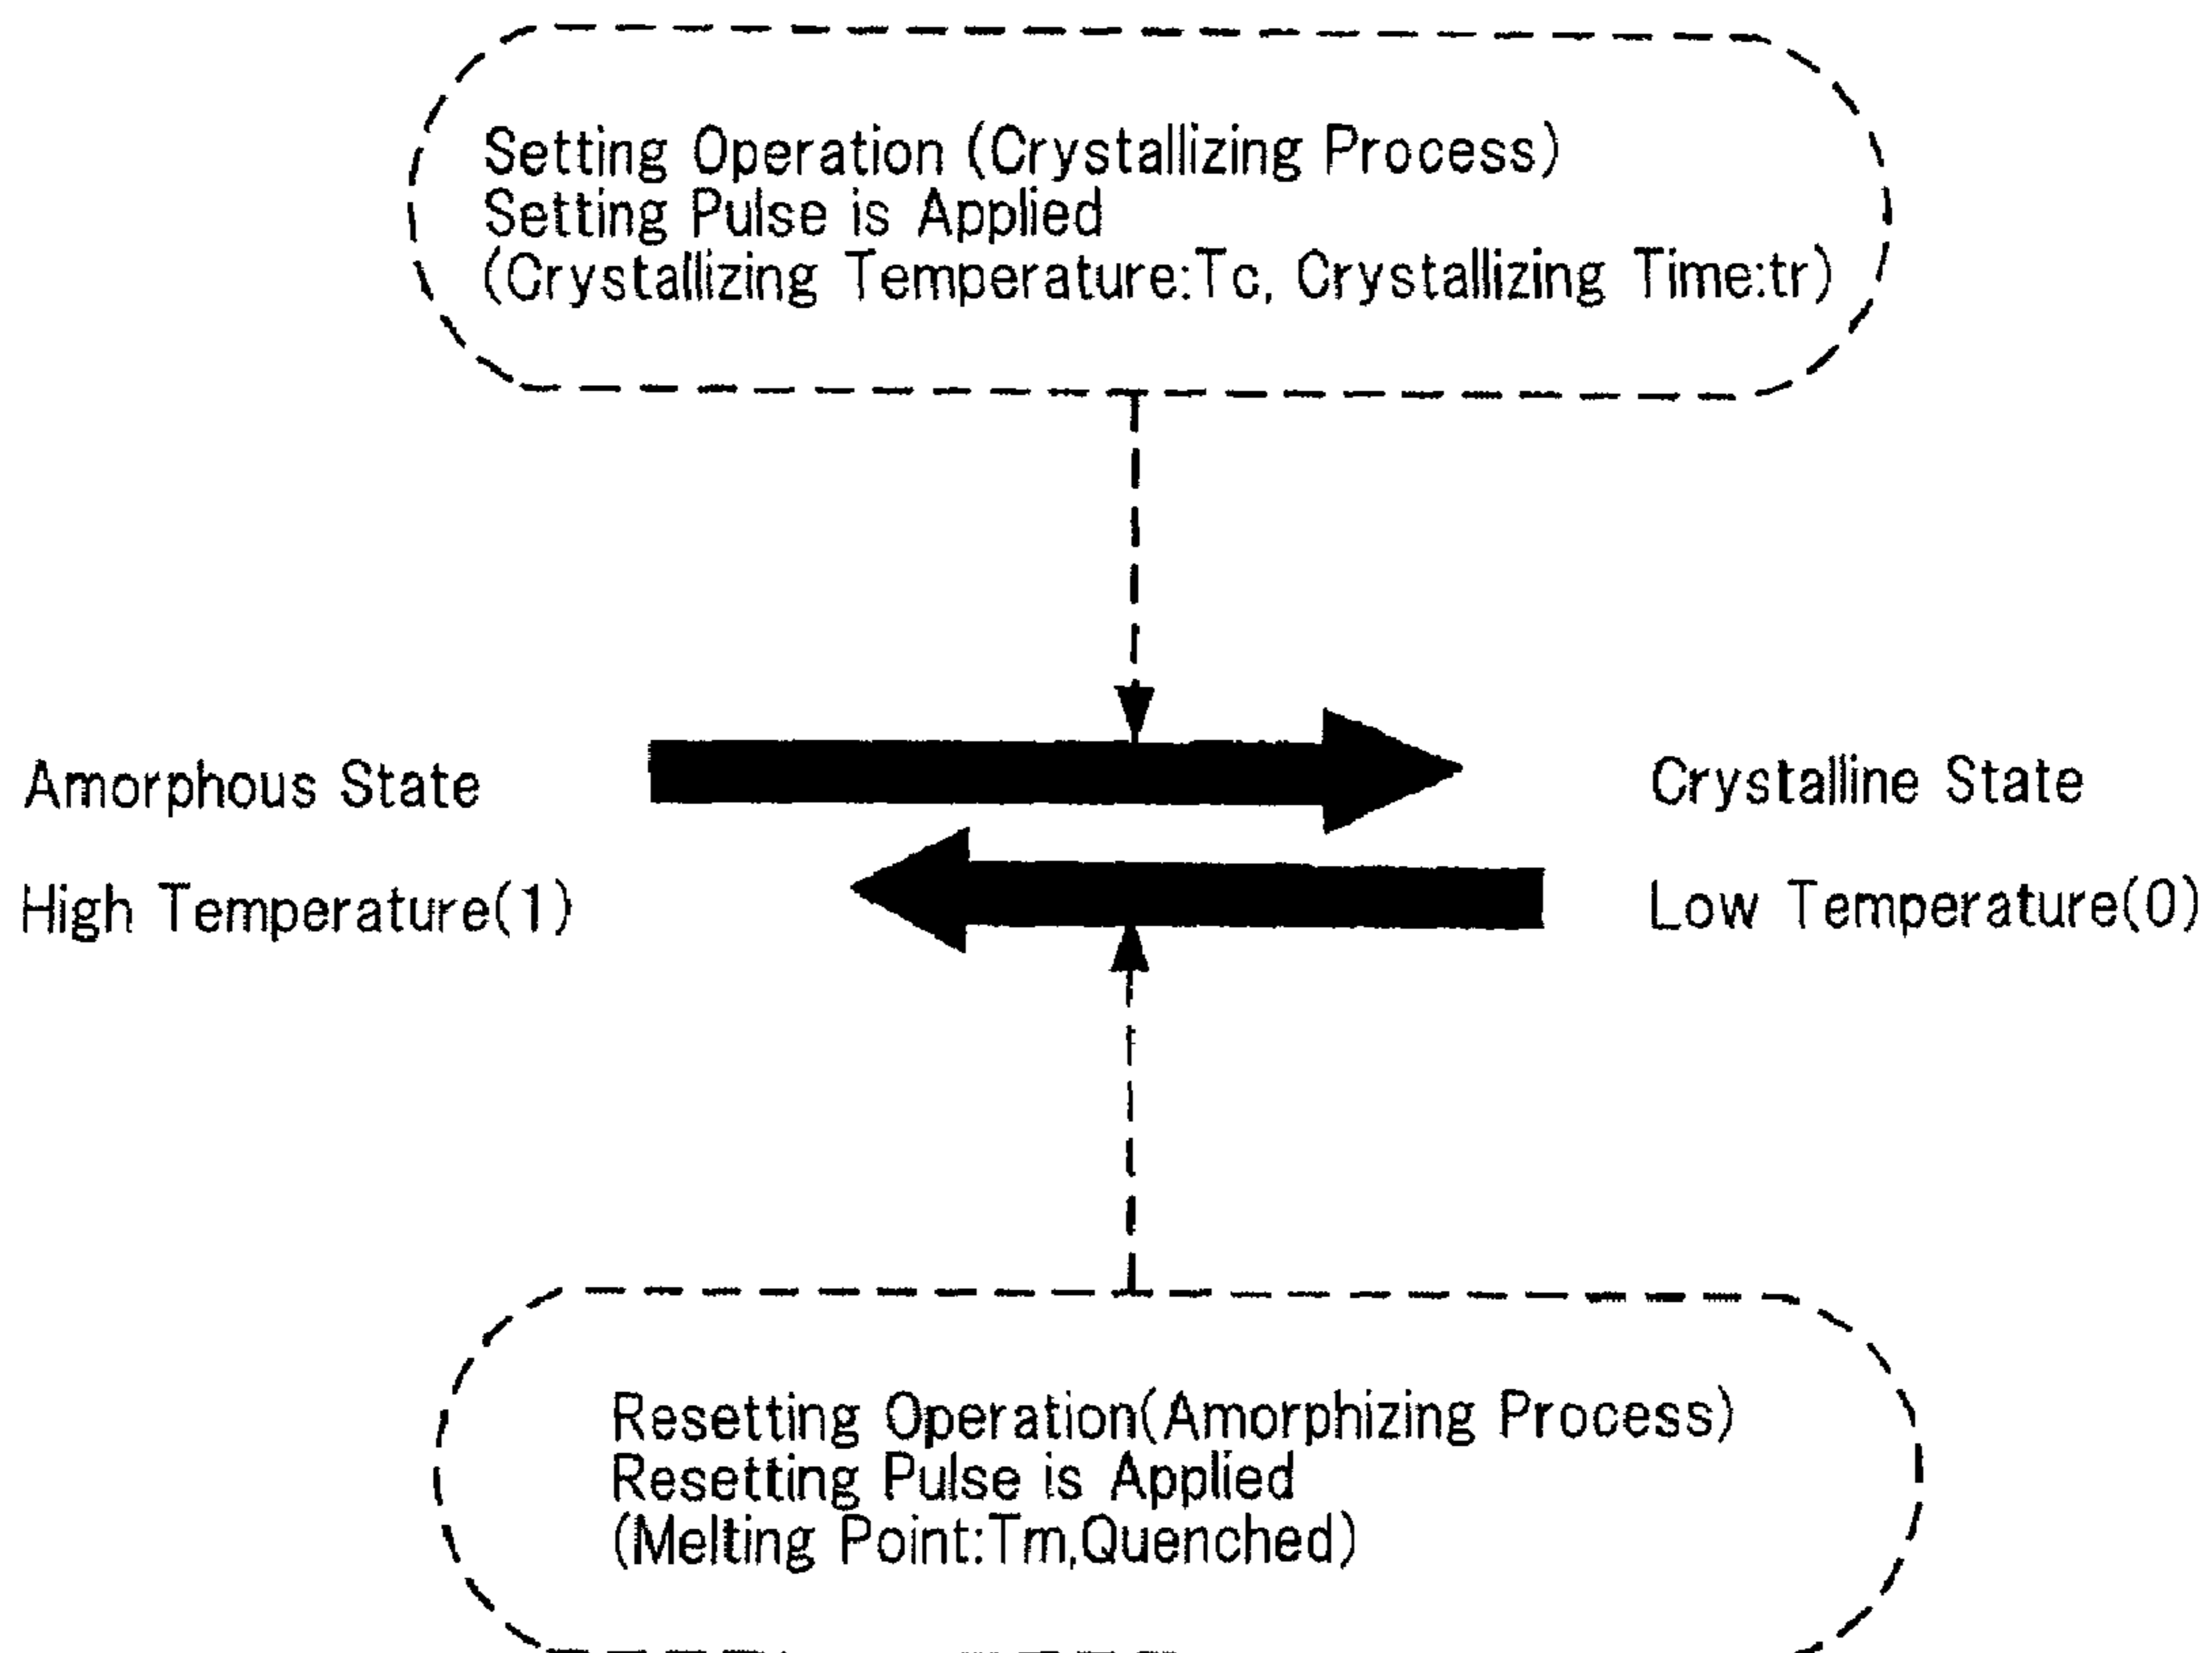 Setting Operation (Crystallizing Process)
Setting Pulse is Applied
(Crystallizing Temperature:Tc, Crystallizing Time:tr)
Amorphous State
Crystalline State
High Temperature(1)
Low Temperature(0)
Resetting Operation(Amorphizing Process)
Resetting Pulse is Applied
(Melting Point:Tm,Quenched)